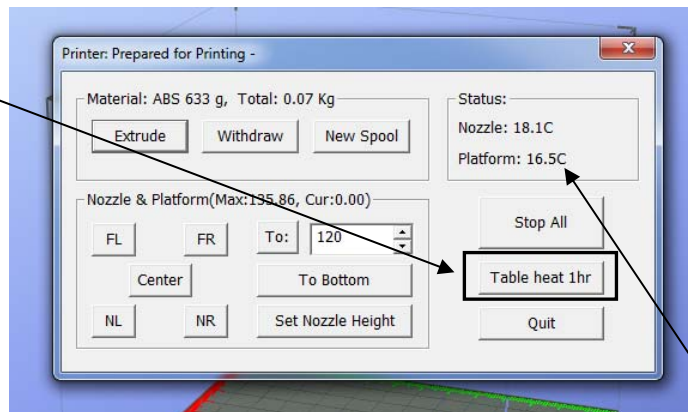 Printer: Prepared for Printing -
Material: ABS 633 g, Total: 0.07 Kg
Extrude
Withdraw
New Spool
Status:
Nozzle: 18.1C
Platform: 16.5C
Nozzle & Platform(Max:135.86, Cur:0.00)
FL
FR
To:
120
Center
To Bottom
NL
NR
Set Nozzle Height
Stop All
Table heat 1hr
Quit